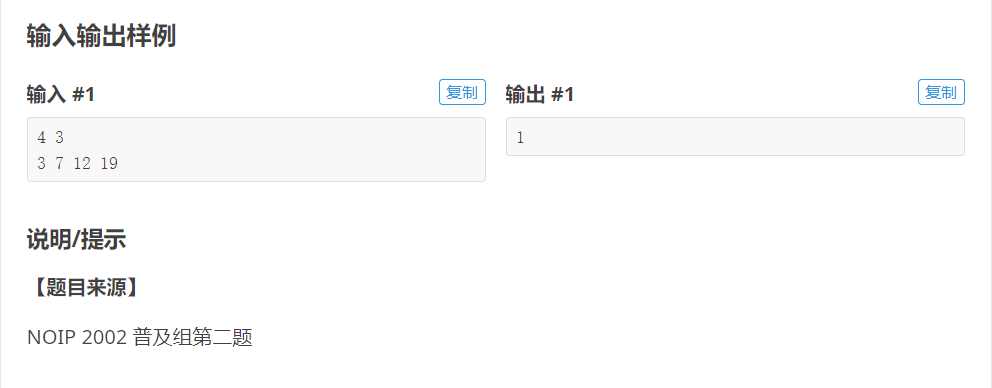 输入输出样例
输入 #1
复制
4 3
3 7 12 19
输出 #1
复制
1
说明/提示
【题目来源】
NOIP 2002 普及组第二题